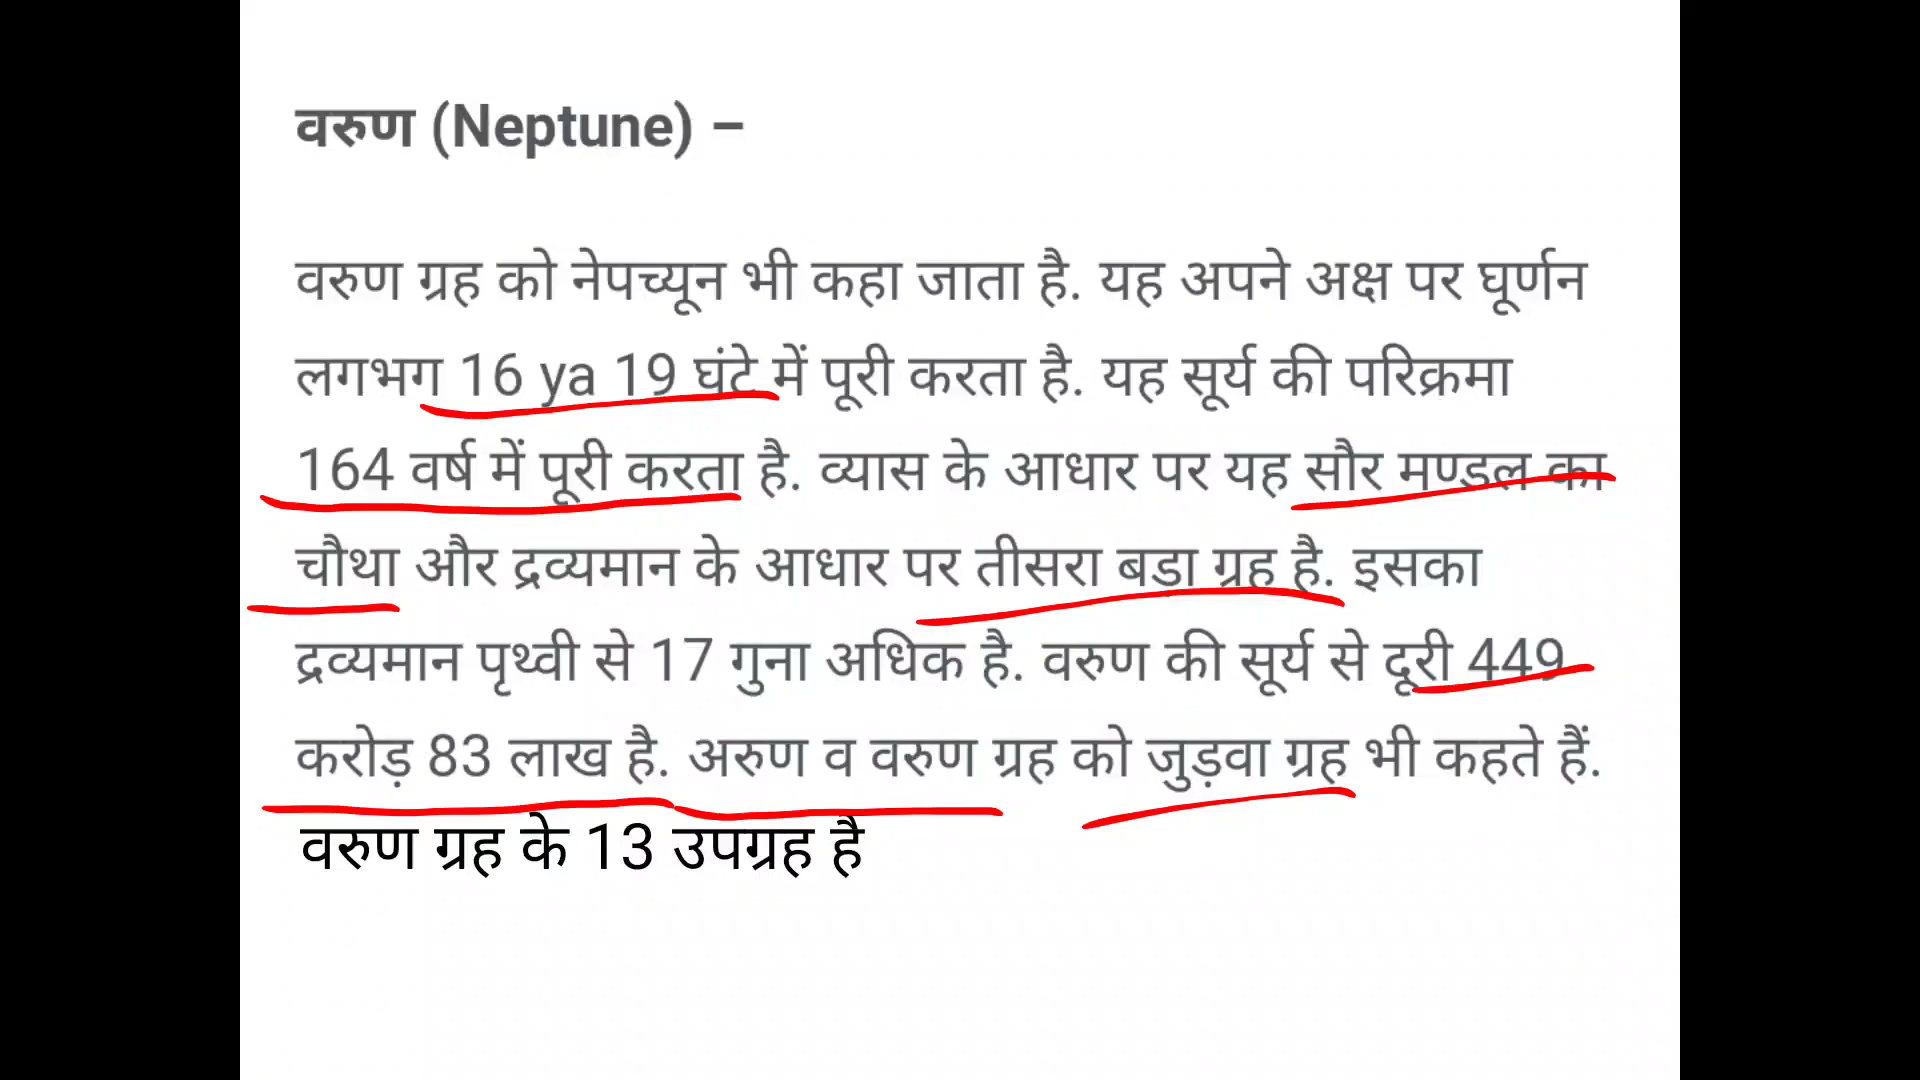 वरुण (Neptune) –
वरुण ग्रह को नेपच्यून भी कहा जाता है. यह अपने अक्ष पर घूर्णन
लगभग 16 ya 19 घंटे में पूरी करता है. यह सूर्य की परिक्रमा
164 वर्ष में पूरी करता है. व्यास के आधार पर यह सौर मण्डल का
चौथा और द्रव्यमान के आधार पर तीसरा बडा ग्रह है. इसका
द्रव्यमान पृथ्वी से 17 गुना अधिक है. वरुण की सूर्य से दूरी 449
करोड़ 83 लाख है. अरुण व वरुण ग्रह को जुड़वा ग्रह भी कहते हैं.
वरुण ग्रह के 13 उपग्रह है